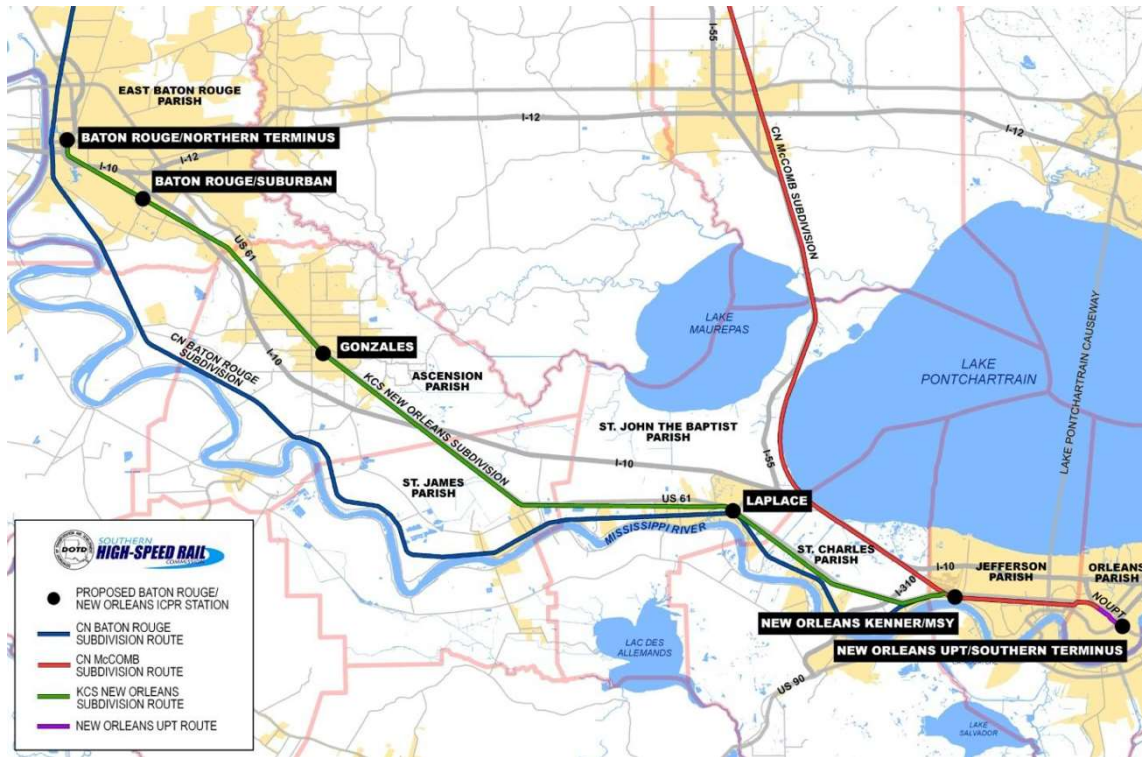 I-55
EAST BATON ROUGE
PARISH
I-12
I-12
BATON ROUGE/NORTHERN TERMINUS
I-10
I-12
BATON ROUGE/SUBURBAN
CN McCOMB SUBDIVISION
US 61
LAKE PONTCHARTRAIN CAUSEWAY
LAKE
MAUREPAS
CN BATON ROUGE
SUBDIVISION
I-10
GONZALES
LAKE
PONTCHARTRAIN
ASCENSION
PARISH
KCS NEW ORLEANS SUBDIVISION
ST. JOHN THE BAPTIST
PARISH
I-10
I-55
ST. JAMES
PARISH
US 61
LAPLACE
MISSISSIPPI RIVER
ST. CHARLES
PARISH
I-10
JEFFERSON
PARISH
ORLEANS
PARISH
I-310
NOUPT
NEW ORLEANS KENNER/MSY
NEW ORLEANS UPT/SOUTHERN TERMINUS
LAC DES
ALLEMANDS
US-90
LAKE
SALVADOR
DOTD
SOUTHERN
HIGH-SPEED RAIL
COMMISSION
PROPOSED BATON ROUGE/
NEW ORLEANS ICPR STATION
CN BATON ROUGE
SUBDIVISION ROUTE
CN McCOMB
SUBDIVISION ROUTE
KCS NEW ORLEANS
SUBDIVISION ROUTE
NEW ORLEANS UPT ROUTE